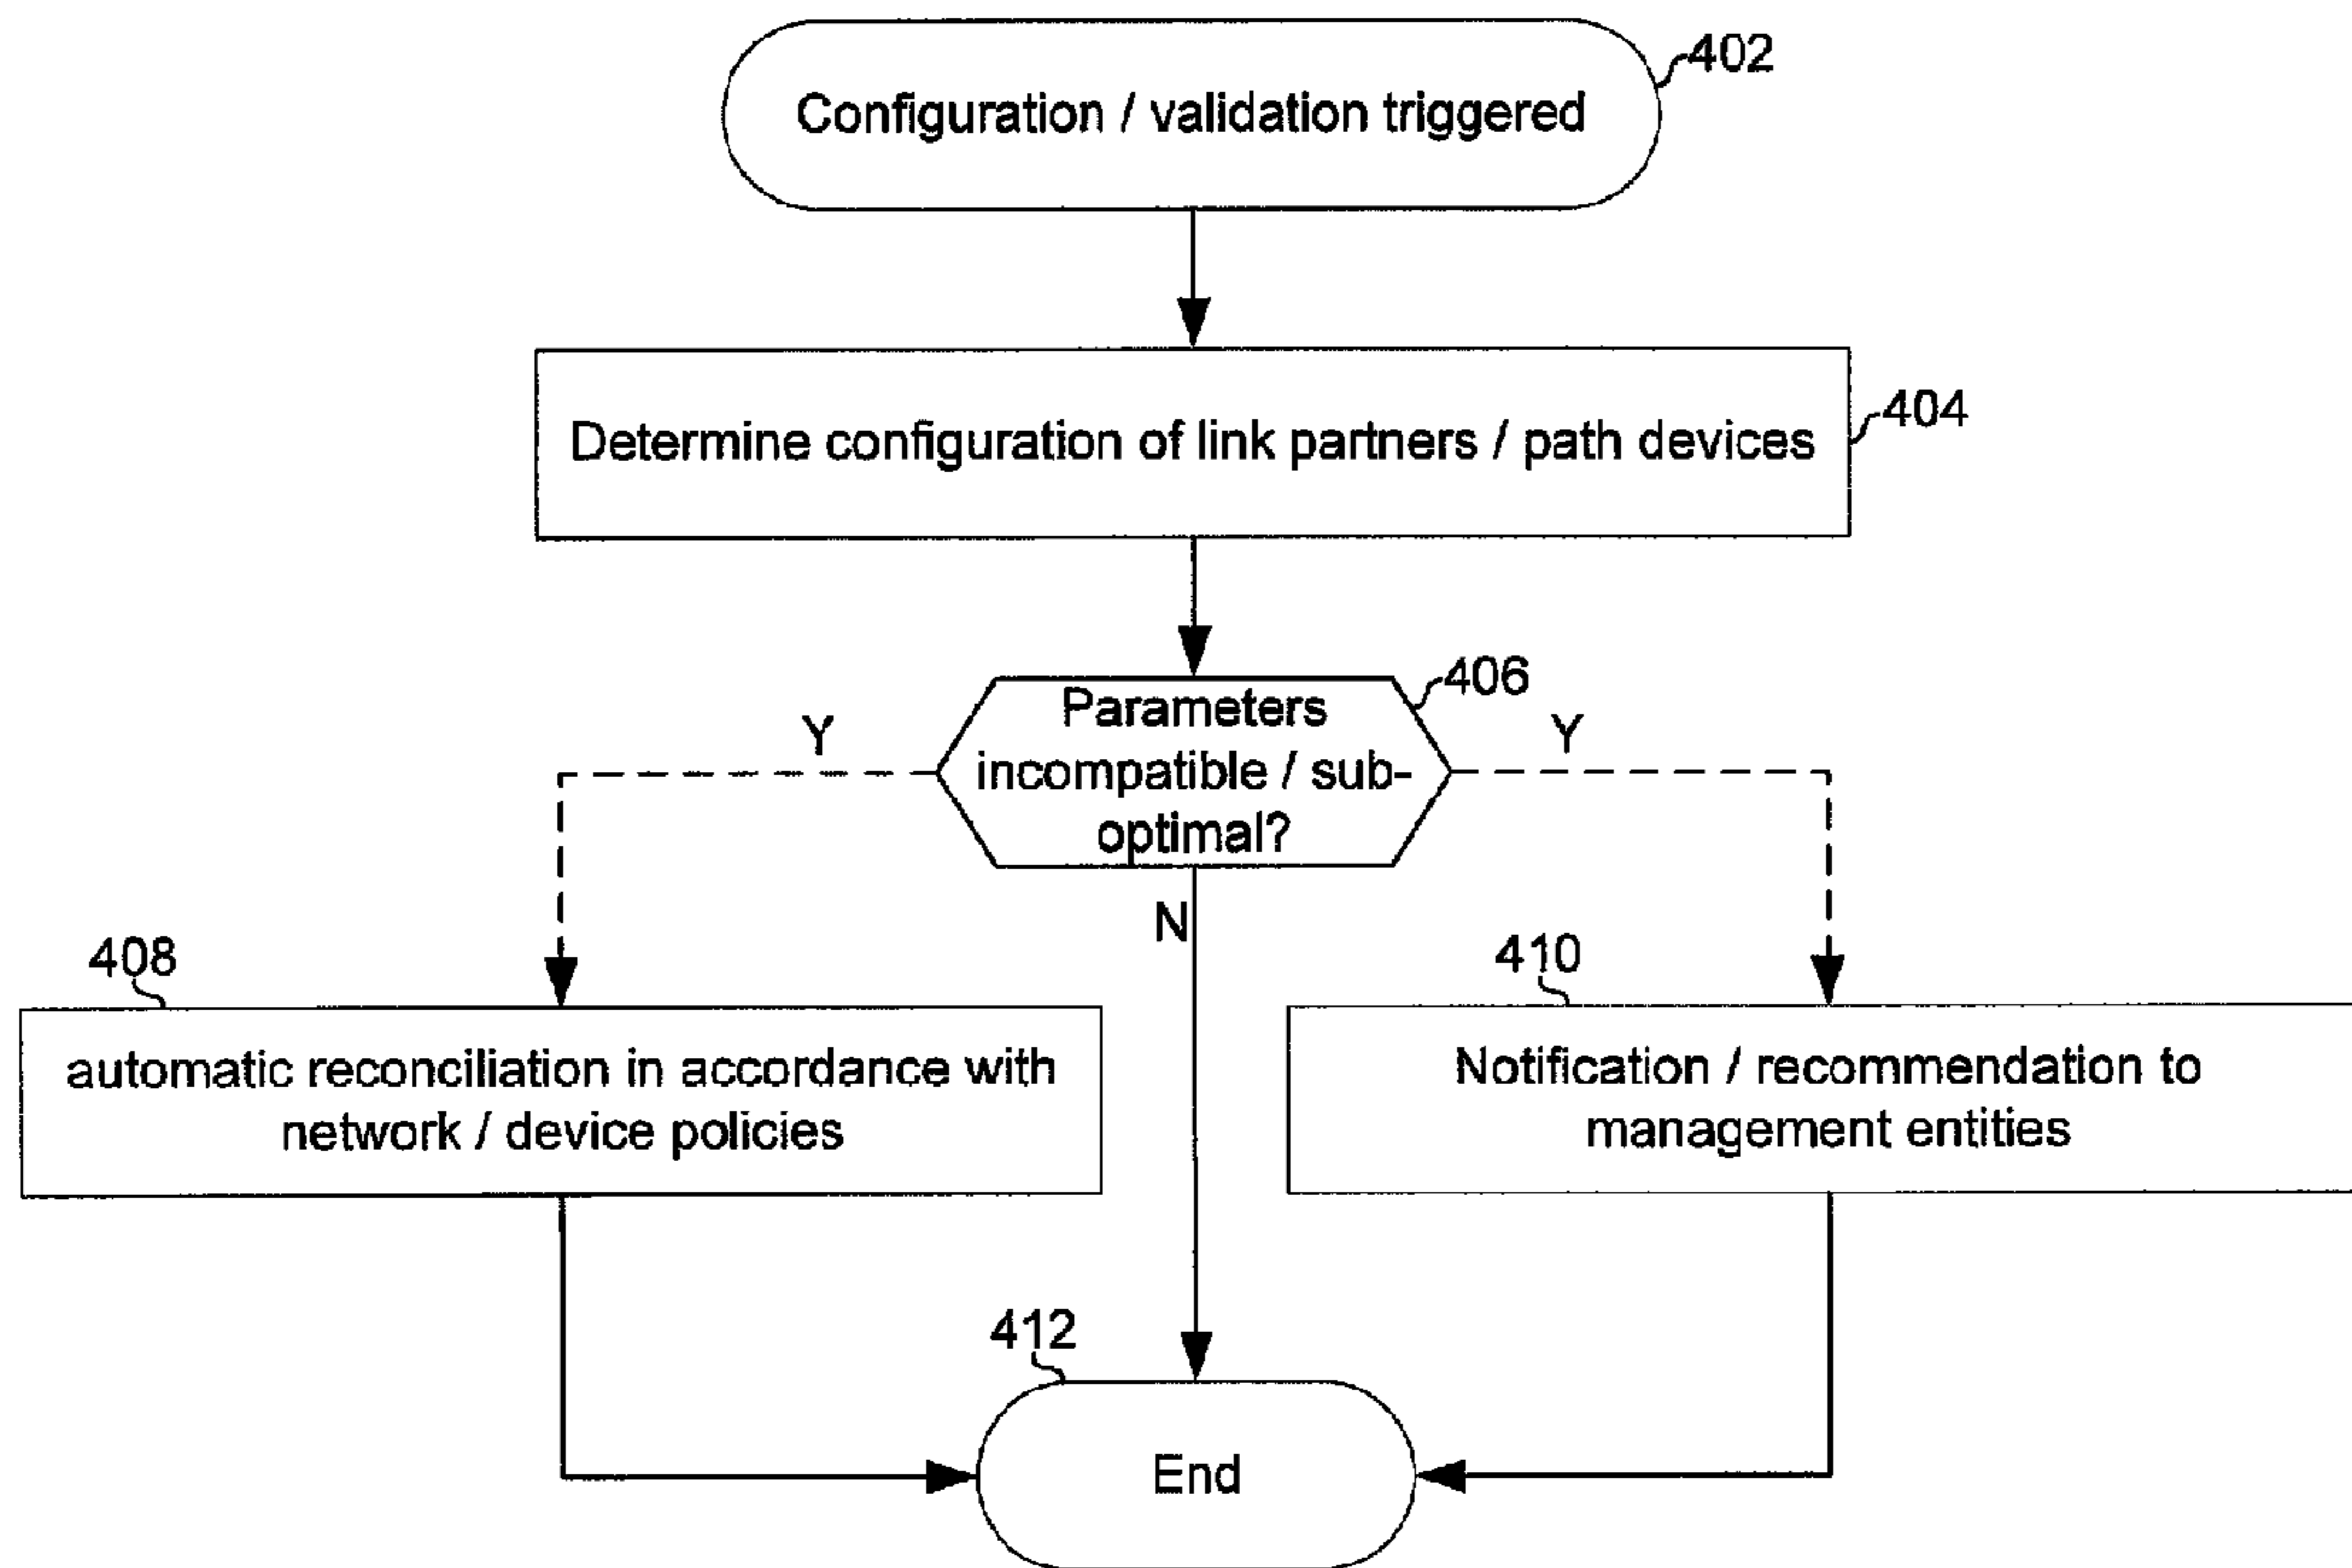 402
Configuration / validation triggered
404
Determine configuration of link partners / path devices
406
Parameters
incompatible / sub-
optimal?
Y
Y
N
408
automatic reconciliation in accordance with
network / device policies
410
Notification / recommendation to
management entities
412
End